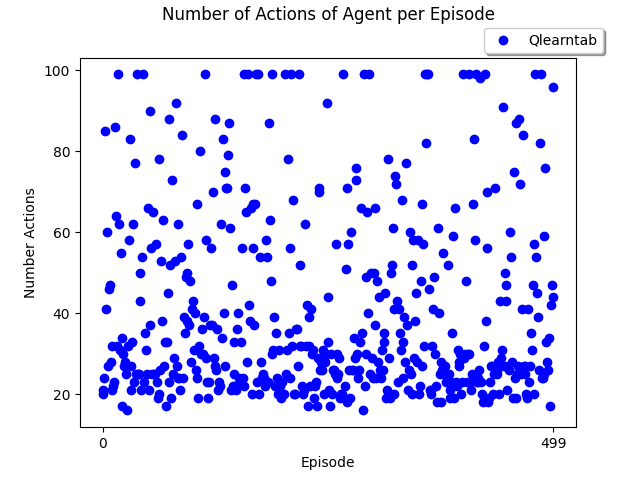 Number of Actions of Agent per Episode
Qlearntab
100
80
60
40
20
Number Actions
0
499
Episode